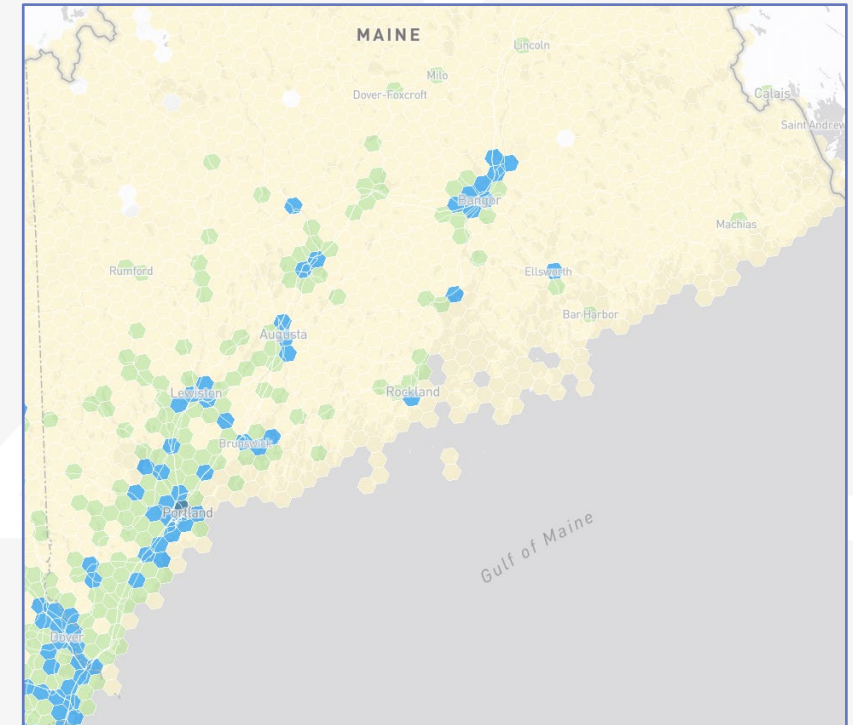 MAINE
Lincoln
Milo
Dover-Foxcroft
Calais
Saint Andrew
Bangor
Machias
Rumford
Ellsworth
Bar Harbor
Augusta
Lewiston
Rockland
Brunswick
Portland
Gulf of Maine
Dover